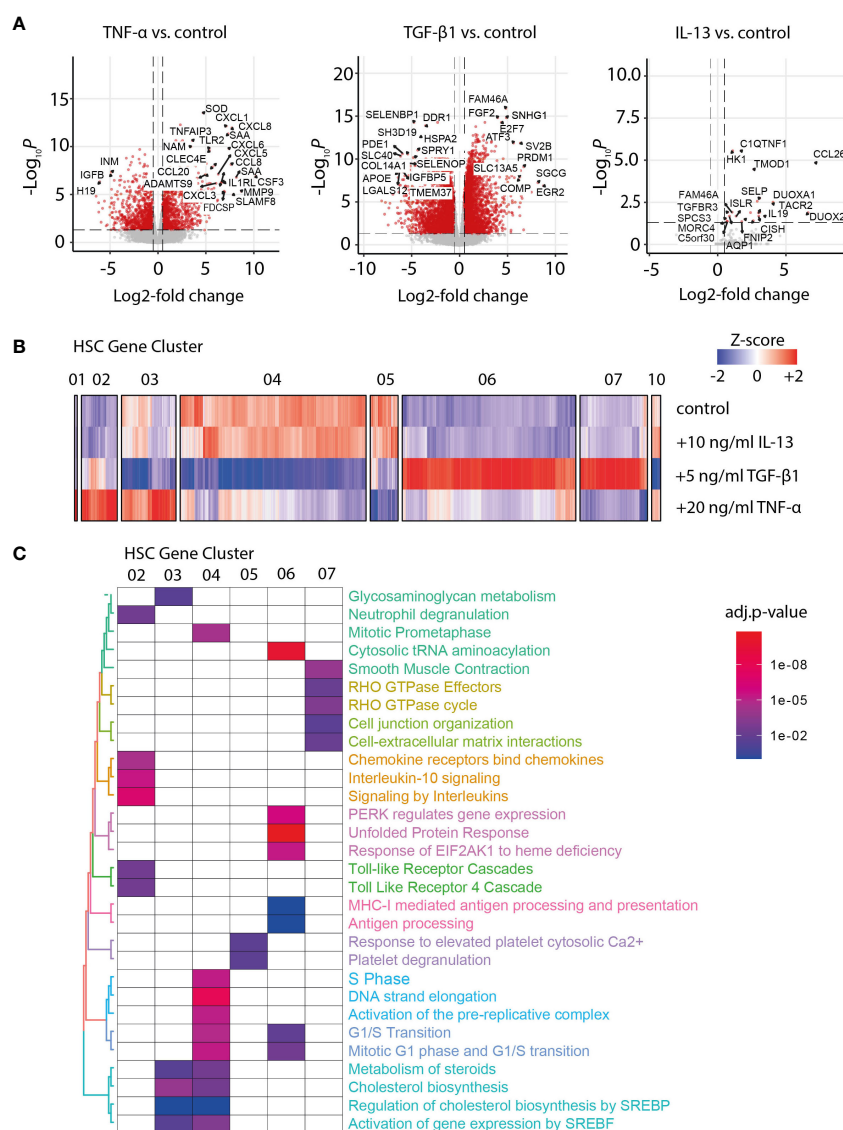 A
TNF-α vs. control
TGF-β1 vs. control
IL-13 vs. control
-Log₁₀P
15
10
5
0
SOD
CXCL1
TNFAIP3
CXCL8
SAA
NAM
TLR2
CXCL6
CXCL5
CLEC4E
CCL8
INM
CCL20
SAA
IGFB
IL1RL
CSF3
H19
ADAMTS9
MMP9
CXCL3
SLAMF8
FDCSP
-10
-5
0
5
10
Log2-fold change
-Log₁₀P
20
15
10
5
0
FAM46A
SELENBP1
DDR1
FGF2
SNHG1
E2F7
SH3D19
HSPA2
ATF3
SV2B
PDE1
SPRY1
PRDM1
SLC40
SELENOP
SLC13A5
COL14A1
SGCG
APOE
IGFBP5
COMP
EGR2
LGALS12
TMEM37
-10
-5
0
5
10
Log2-fold change
-Log₁₀P
10.0
7.5
5.0
2.5
0.0
C1QTNF1
CCL26
HK1
TMOD1
SELP
DUOXA1
FAM46A
TGFBR3
ISLR
TACR2
SPCS3
IL19
DUOX2
MORC4
CISH
C5orf30
FNIP2
AQP1
-5
0
5
Log2-fold change
B
HSC Gene Cluster
Z-score
-2 0 +2
01 02 03 04 05 06 07 10
control
+10 ng/ml IL-13
+5 ng/ml TGF-β1
+20 ng/ml TNF-α
C
HSC Gene Cluster
02 03 04 05 06 07
Glycosaminoglycan metabolism
Neutrophil degranulation
Mitotic Prometaphase
Cytosolic tRNA aminoacylation
Smooth Muscle Contraction
RHO GTPase Effectors
RHO GTPase cycle
Cell junction organization
Cell-extracellular matrix interactions
Chemokine receptors bind chemokines
Interleukin-10 signaling
Signaling by Interleukins
PERK regulates gene expression
Unfolded Protein Response
Response of EIF2AK1 to heme deficiency
Toll-like Receptor Cascades
Toll Like Receptor 4 Cascade
MHC-I mediated antigen processing and presentation
Antigen processing
Response to elevated platelet cytosolic Ca2+
Platelet degranulation
S Phase
DNA strand elongation
Activation of the pre-replicative complex
G1/S Transition
Mitotic G1 phase and G1/S transition
Metabolism of steroids
Cholesterol biosynthesis
Regulation of cholesterol biosynthesis by SREBP
Activation of gene expression by SREBF
adj.p-value
1e-08
1e-05
1e-02